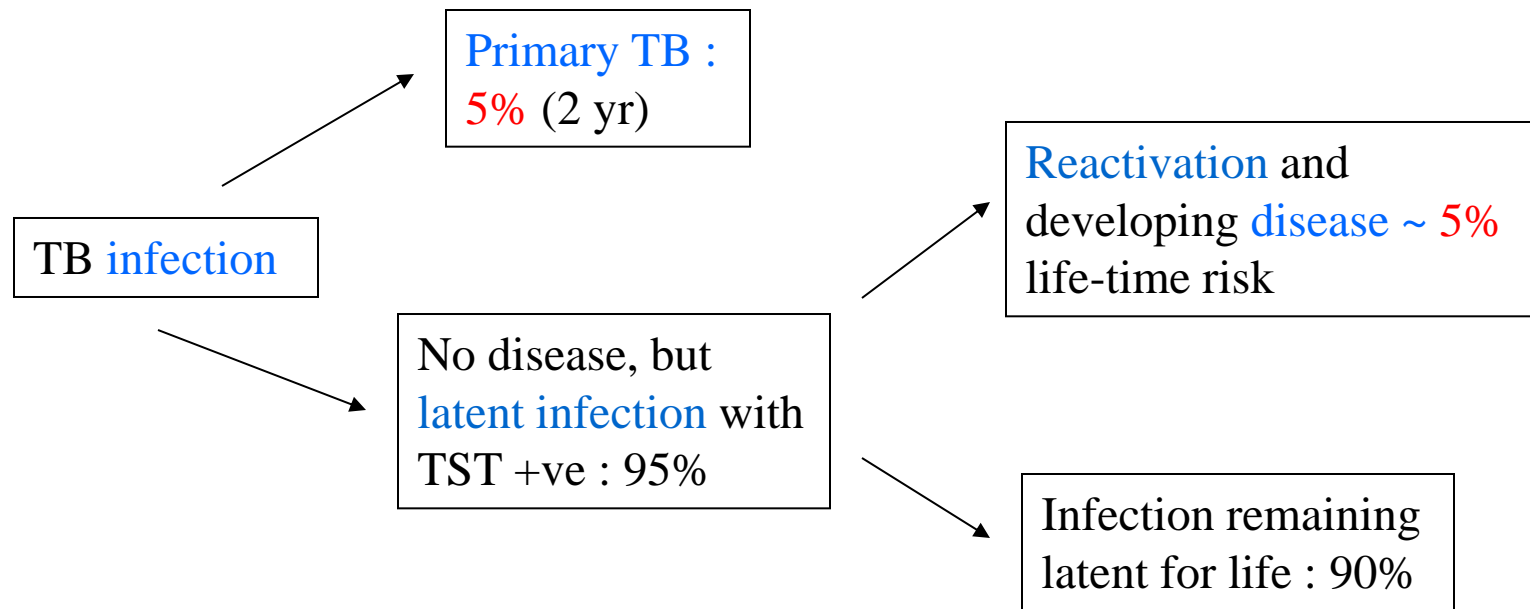 Primary TB :
5% (2 yr)
TB infection
No disease, but
latent infection with
TST +ve : 95%
Reactivation and
developing disease ~ 5%
life-time risk
Infection remaining
latent for life : 90%